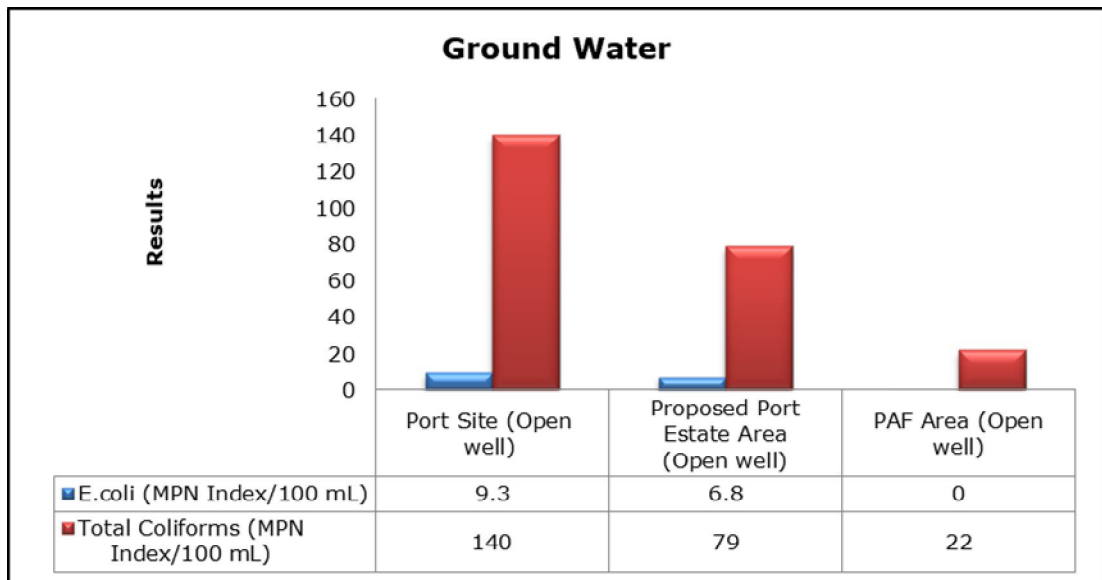 Ground Water
160
140
120
100
80
60
40
20
0
Results
Port Site (Open
well)
Proposed Port
Estate Area
(Open well)
PAF Area (Open
well)
E.coli (MPN Index/100 mL) 9.3 6.8 0
Total Coliforms (MPN
Index/100 mL)
140 79 22